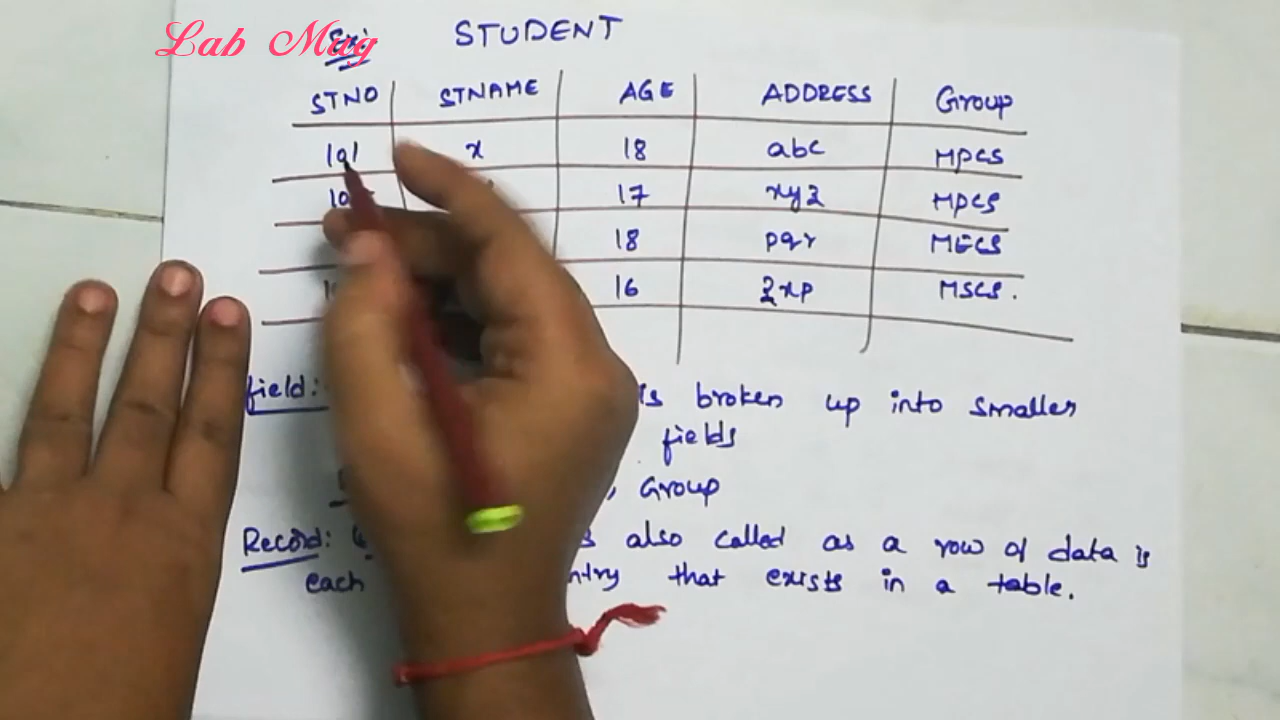 Lab Mug
Ex:
STUDENT
STNO STNAME AGE ADDRESS Group
101 x 18 abc MPCS
17 xyz MPCS
18 pqr MECS
16 zxp MSCS.
field: is broken up into smaller
fields
, Group
Record: also called as a row of data is
each that exists in a table.